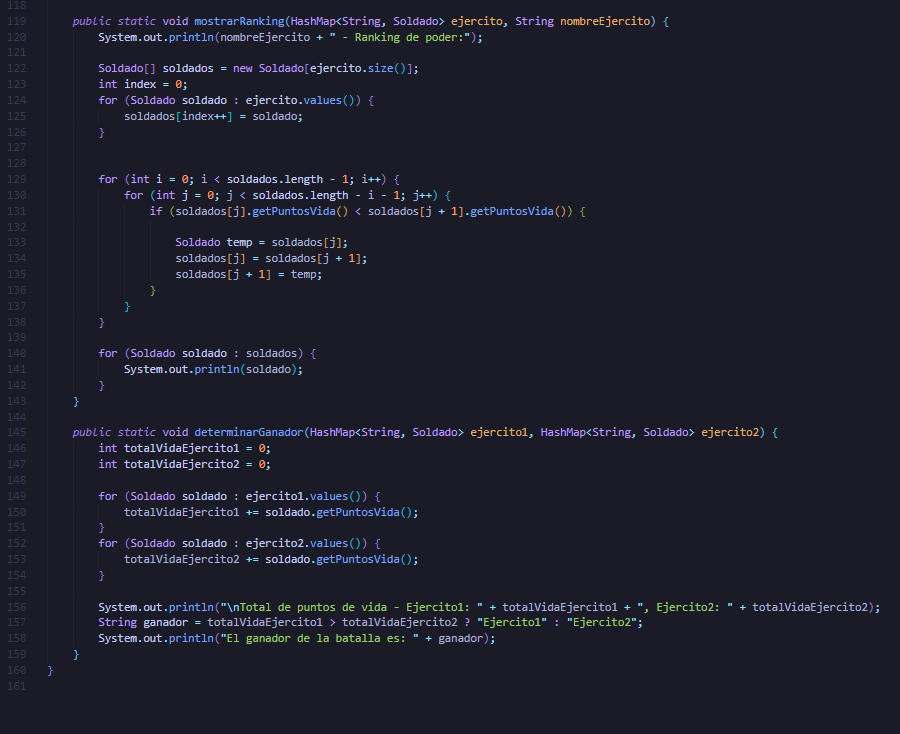 118
119 public static void mostrarRanking(HashMap<String, Soldado> ejercito, String nombreEjercito) {
120 System.out.println(nombreEjercito + " - Ranking de poder:");
121
122 Soldado[] soldados = new Soldado[ejercito.size()];
123 int index = 0;
124 for (Soldado soldado : ejercito.values()) {
125 soldados[index++] = soldado;
126 }
127
128
129 for (int i = 0; i < soldados.length - 1; i++) {
130 for (int j = 0; j < soldados.length - i - 1; j++) {
131 if (soldados[j].getPuntosVida() < soldados[j + 1].getPuntosVida()) {
132
133 Soldado temp = soldados[j];
134 soldados[j] = soldados[j + 1];
135 soldados[j + 1] = temp;
136 }
137 }
138 }
139
140 for (Soldado soldado : soldados) {
141 System.out.println(soldado);
142 }
143 }
144
145 public static void determinarGanador(HashMap<String, Soldado> ejercito1, HashMap<String, Soldado> ejercito2) {
146 int totalVidaEjercito1 = 0;
147 int totalVidaEjercito2 = 0;
148
149 for (Soldado soldado : ejercito1.values()) {
150 totalVidaEjercito1 += soldado.getPuntosVida();
151 }
152 for (Soldado soldado : ejercito2.values()) {
153 totalVidaEjercito2 += soldado.getPuntosVida();
154 }
155
156 System.out.println("\nTotal de puntos de vida - Ejercito1: " + totalVidaEjercito1 + ", Ejercito2: " + totalVidaEjercito2);
157 String ganador = totalVidaEjercito1 > totalVidaEjercito2 ? "Ejercito1" : "Ejercito2";
158 System.out.println("El ganador de la batalla es: " + ganador);
159 }
160 }
161